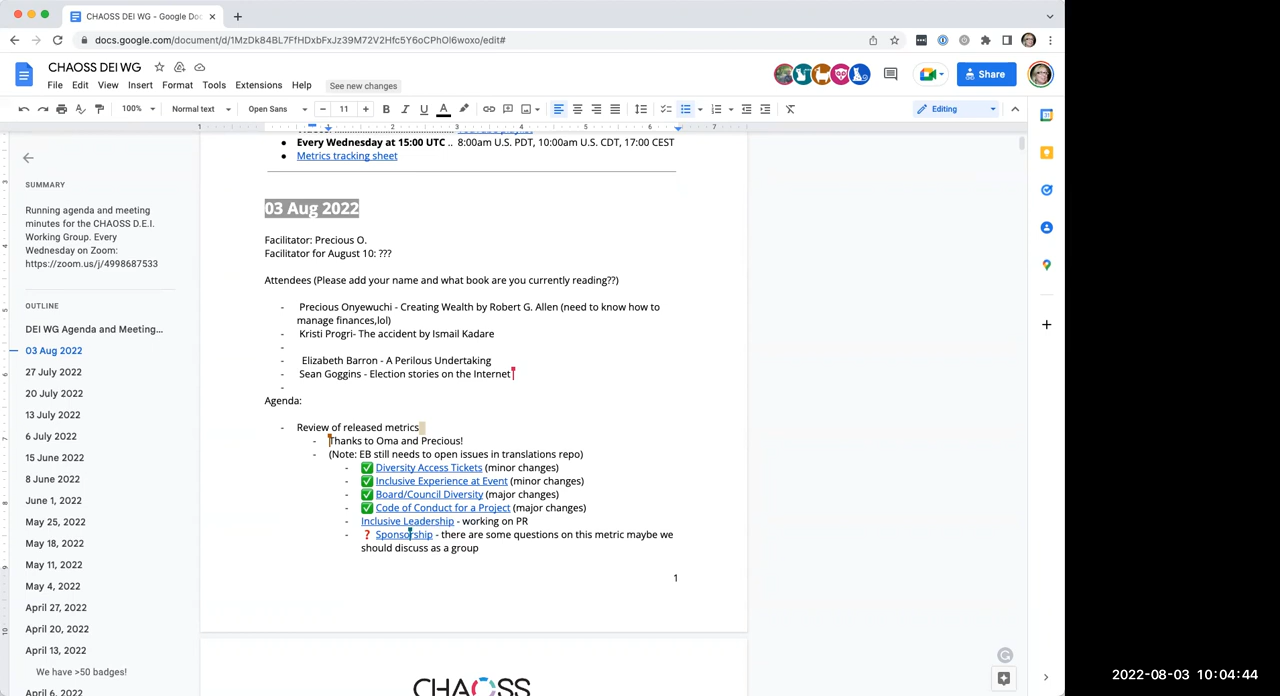 CHAOSS DEI WG - Google Doc
docs.google.com/document/d/1MzDk84BL7FfHDxbFxJz39M72V2Hfc5Y6oCPhOl6woxo/edit#
CHAOSS DEI WG
File Edit View Insert Format Tools Extensions Help See new changes
Share
100% Normal text Open Sans 11 Editing
1 2 3 4 5 6 7
Every Wednesday at 15:00 UTC .. 8:00am U.S. PDT, 10:00am U.S. CDT, 17:00 CEST
Metrics tracking sheet
SUMMARY
Running agenda and meeting
minutes for the CHAOSS D.E.I.
Working Group. Every
Wednesday on Zoom:
https://zoom.us/j/4998687533
OUTLINE
DEI WG Agenda and Meeting...
03 Aug 2022
27 July 2022
20 July 2022
13 July 2022
6 July 2022
15 June 2022
8 June 2022
June 1, 2022
May 25, 2022
May 18, 2022
May 11, 2022
May 4, 2022
April 27, 2022
April 20, 2022
April 13, 2022
We have >50 badges!
April 6, 2022
03 Aug 2022
Facilitator: Precious O.
Facilitator for August 10: ???
Attendees (Please add your name and what book are you currently reading??)
- Precious Onyewuchi - Creating Wealth by Robert G. Allen (need to know how to
manage finances,lol)
- Kristi Progri- The accident by Ismail Kadare
-
- Elizabeth Barron - A Perilous Undertaking
- Sean Goggins - Election stories on the Internet
-
Agenda:
- Review of released metrics
- Thanks to Oma and Precious!
- (Note: EB still needs to open issues in translations repo)
- ✅ Diversity Access Tickets (minor changes)
- ✅ Inclusive Experience at Event (minor changes)
- ✅ Board/Council Diversity (major changes)
- ✅ Code of Conduct for a Project (major changes)
- Inclusive Leadership - working on PR
- ❓ Sponsorship - there are some questions on this metric maybe we
should discuss as a group
1
CHAOSS
2022-08-03 10:04:44